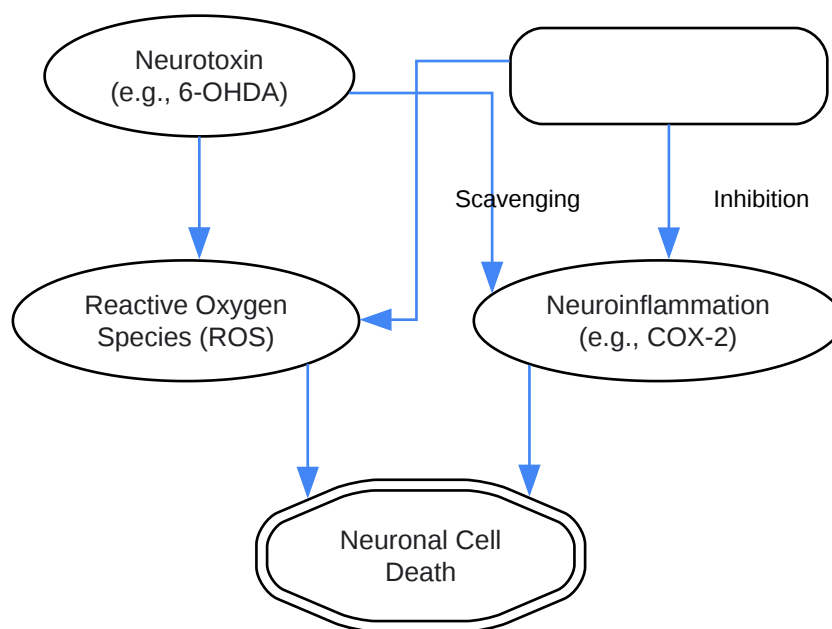 Neurotoxin
(e.g., 6-OHDA)
Scavenging
Inhibition
Reactive Oxygen
Species (ROS)
Neuroinflammation
(e.g., COX-2)
Neuronal Cell
Death